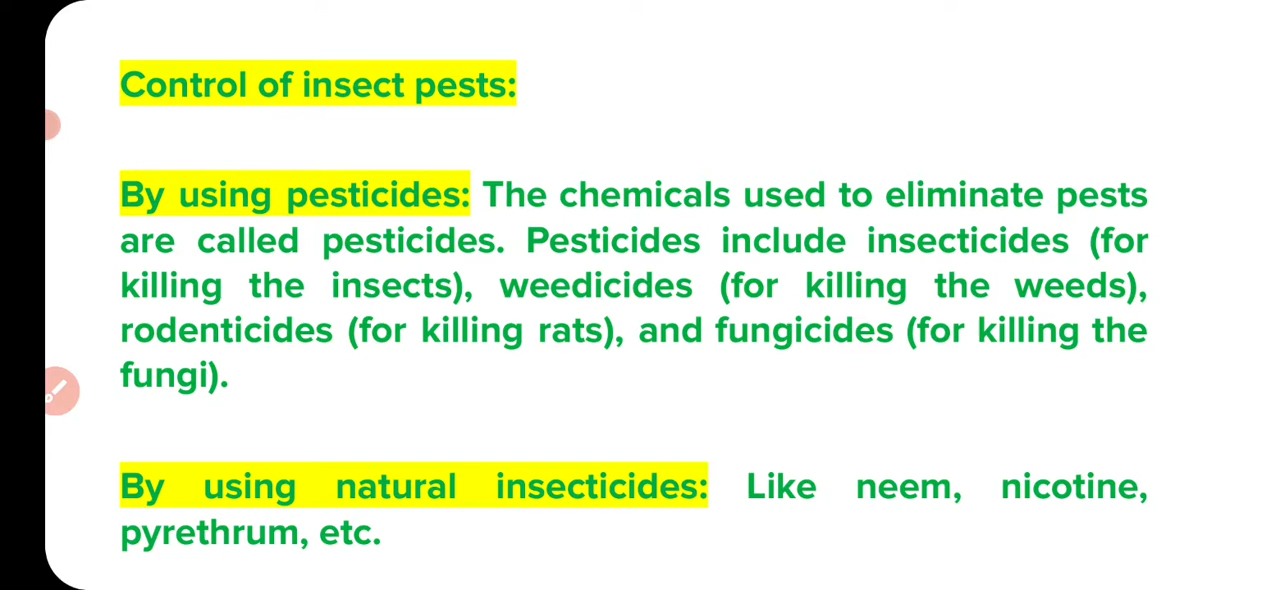 Control of insect pests:
By using pesticides: The chemicals used to eliminate pests
are called pesticides. Pesticides include insecticides (for
killing the insects), weedicides (for killing the weeds),
rodenticides (for killing rats), and fungicides (for killing the
fungi).
By using natural insecticides: Like neem, nicotine,
pyrethrum, etc.